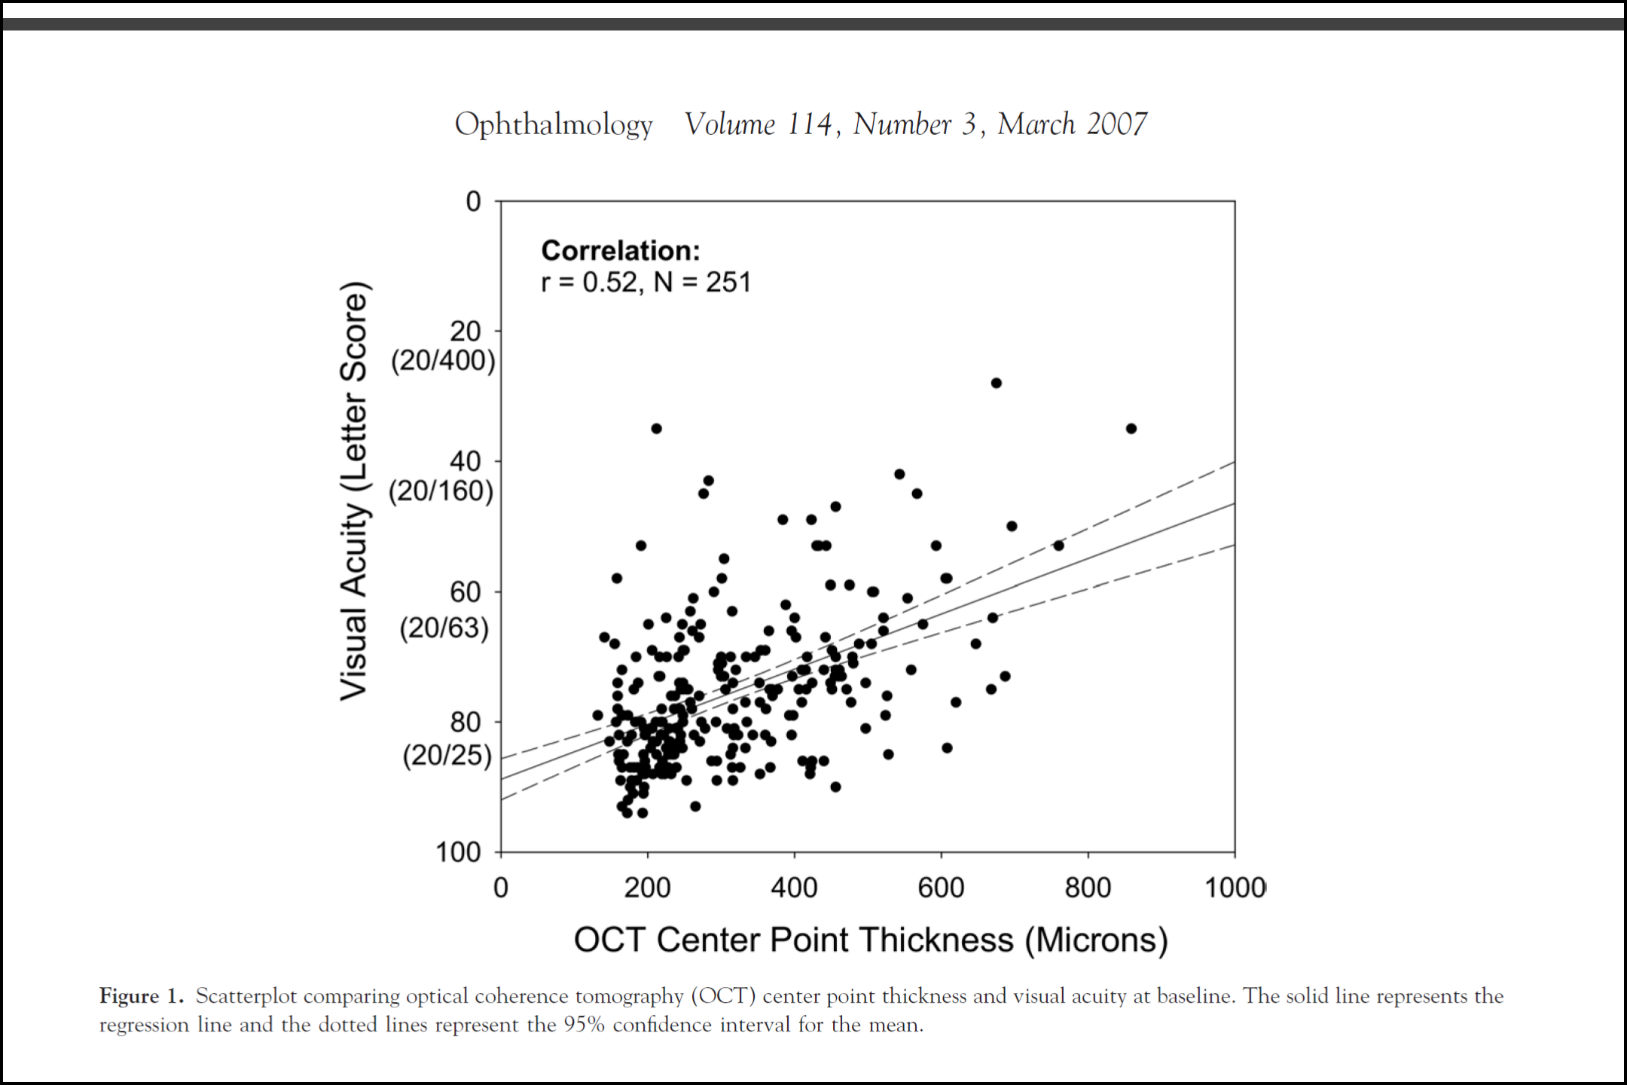 Ophthalmology Volume 114, Number 3, March 2007
Correlation:
r = 0.52, N = 251
Visual Acuity (Letter Score)
0
20
(20/400)
40
(20/160)
60
(20/63)
80
(20/25)
100
0 200 400 600 800 1000
OCT Center Point Thickness (Microns)
Figure 1. Scatterplot comparing optical coherence tomography (OCT) center point thickness and visual acuity at baseline. The solid line represents the
regression line and the dotted lines represent the 95% confidence interval for the mean.